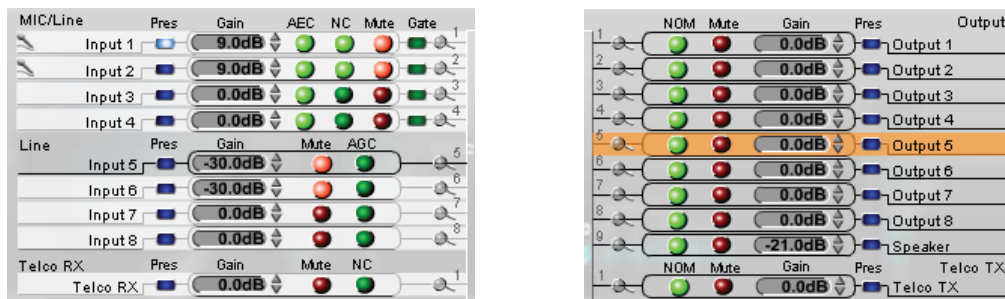 MIC/Line Pres Gain AEC NC Mute Gate
Input 1 9.0dB 1
Input 2 9.0dB 2
Input 3 0.0dB 3
Input 4 0.0dB 4
Line Pres Gain Mute AGC
Input 5 -30.0dB 5
Input 6 -30.0dB 6
Input 7 0.0dB 7
Input 8 0.0dB 8
Telco RX Pres Gain Mute NC
Telco RX 0.0dB 1
NOM Mute Gain Pres Output
1 0.0dB Output 1
2 0.0dB Output 2
3 0.0dB Output 3
4 0.0dB Output 4
5 0.0dB Output 5
6 0.0dB Output 6
7 0.0dB Output 7
8 0.0dB Output 8
9 -21.0dB Speaker
NOM Mute Gain Pres Telco TX
1 0.0dB Telco TX